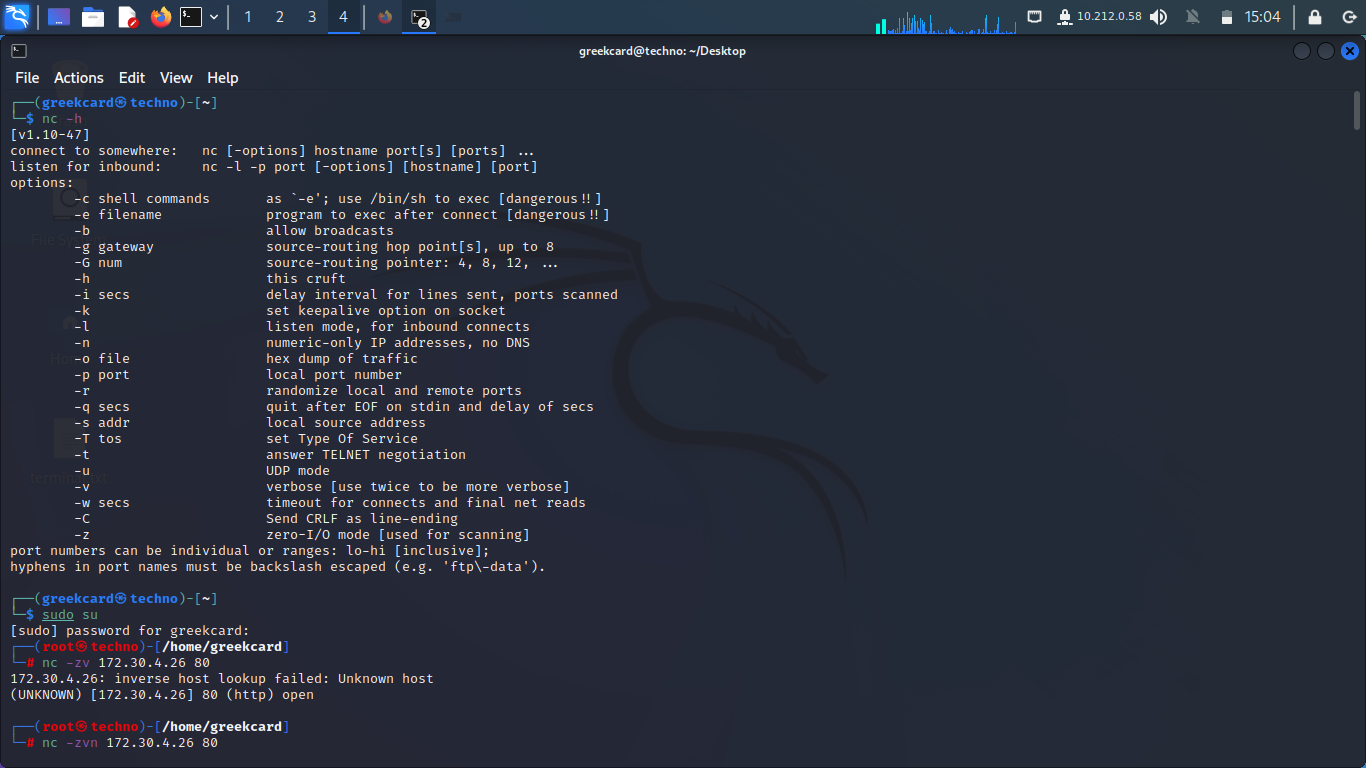 1 2 3 4 2 10.212.0.58 15:04
greekcard@techno: ~/Desktop
File Actions Edit View Help
┌──(greekcard㉿techno)-[~]
└─$ nc -h
[v1.10-47]
connect to somewhere:   nc [-options] hostname port[s] [ports] ...
listen for inbound:     nc -l -p port [-options] [hostname] [port]
options:
        -c shell commands       as `-e'; use /bin/sh to exec [dangerous!!]
        -e filename             program to exec after connect [dangerous!!]
        -b                      allow broadcasts
        -g gateway              source-routing hop point[s], up to 8
        -G num                  source-routing pointer: 4, 8, 12, ...
        -h                      this cruft
        -i secs                 delay interval for lines sent, ports scanned
        -k                      set keepalive option on socket
        -l                      listen mode, for inbound connects
        -n                      numeric-only IP addresses, no DNS
        -o file                 hex dump of traffic
        -p port                 local port number
        -r                      randomize local and remote ports
        -q secs                 quit after EOF on stdin and delay of secs
        -s addr                 local source address
        -T tos                  set Type Of Service
        -t                      answer TELNET negotiation
        -u                      UDP mode
        -v                      verbose [use twice to be more verbose]
        -w secs                 timeout for connects and final net reads
        -C                      Send CRLF as line-ending
        -z                      zero-I/O mode [used for scanning]
port numbers can be individual or ranges: lo-hi [inclusive];
hyphens in port names must be backslash escaped (e.g. 'ftp\-data').
┌──(greekcard㉿techno)-[~]
└─$ sudo su
[sudo] password for greekcard:
┌──(root㉿techno)-[/home/greekcard]
└─# nc -zv 172.30.4.26 80
172.30.4.26: inverse host lookup failed: Unknown host
(UNKNOWN) [172.30.4.26] 80 (http) open
┌──(root㉿techno)-[/home/greekcard]
└─# nc -zvn 172.30.4.26 80